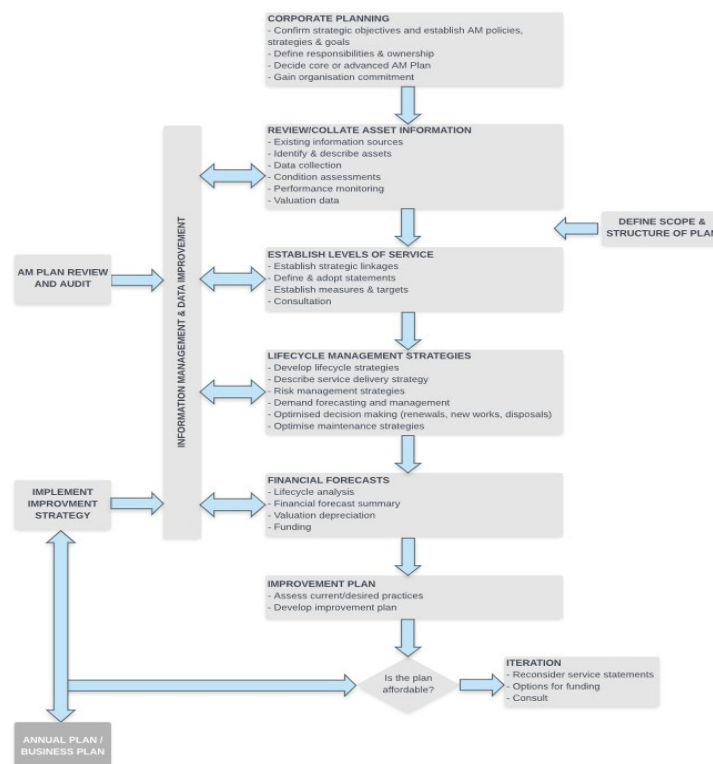 CORPORATE PLANNING
- Confirm strategic objectives and establish AM policies,
strategies & goals
- Define responsibilities & ownership
- Decide core or advanced AM Plan
- Gain organisation commitment
REVIEW/COLLATE ASSET INFORMATION
- Existing information sources
- Identify & describe assets
- Data collection
- Condition assessments
- Performance monitoring
- Valuation data
DEFINE SCOPE &
STRUCTURE OF PLAN
INFORMATION MANAGEMENT & DATA IMPROVEMENT
AM PLAN REVIEW
AND AUDIT
ESTABLISH LEVELS OF SERVICE
- Establish strategic linkages
- Define & adopt statements
- Establish measures & targets
- Consultation
LIFECYCLE MANAGEMENT STRATEGIES
- Develop lifecycle strategies
- Describe service delivery strategy
- Risk management strategies
- Demand forecasting and management
- Optimised decision making (renewals, new works, disposals)
- Optimise maintenance strategies
IMPLEMENT
IMPROVMENT
STRATEGY
FINANCIAL FORECASTS
- Lifecycle analysis
- Financial forecast summary
- Valuation depreciation
- Funding
IMPROVEMENT PLAN
- Assess current/desired practices
- Develop improvement plan
Is the plan
affordable?
ITERATION
- Reconsider service statements
- Options for funding
- Consult
ANNUAL PLAN /
BUSINESS PLAN